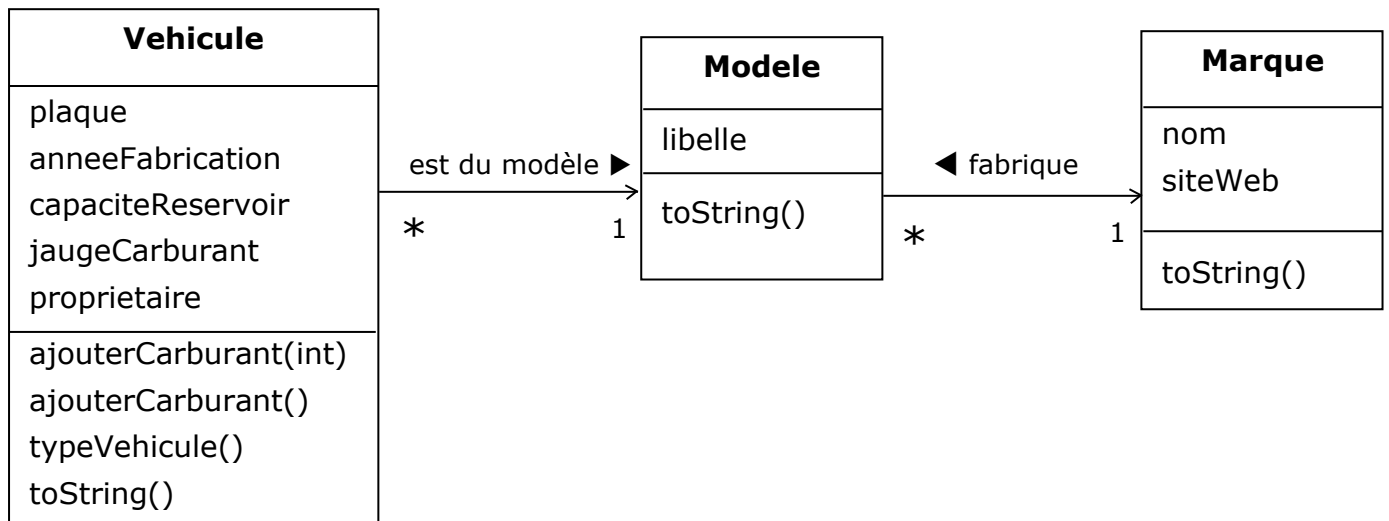 Vehicule
plaque
anneeFabrication
capaciteReservoir
jaugeCarburant
proprietaire
ajouterCarburant(int)
ajouterCarburant()
typeVehicule()
toString()
est du modèle ▶
* 1
Modele
libelle
toString()
◀ fabrique
* 1
Marque
nom
siteWeb
toString()